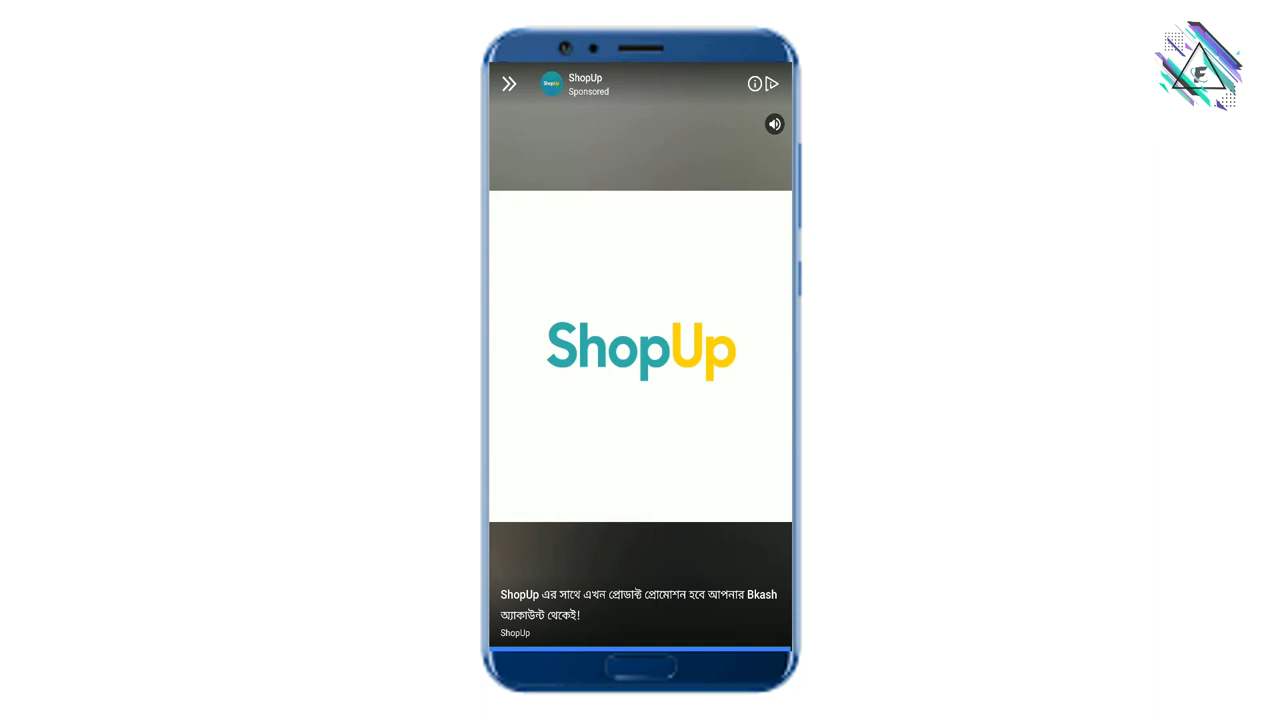 ShopUp
Sponsored
ShopUp
ShopUp এর সাথে এখন প্রোডাক্ট প্রোমোশন হবে আপনার Bkash
অ্যাকাউন্ট থেকেই!
ShopUp